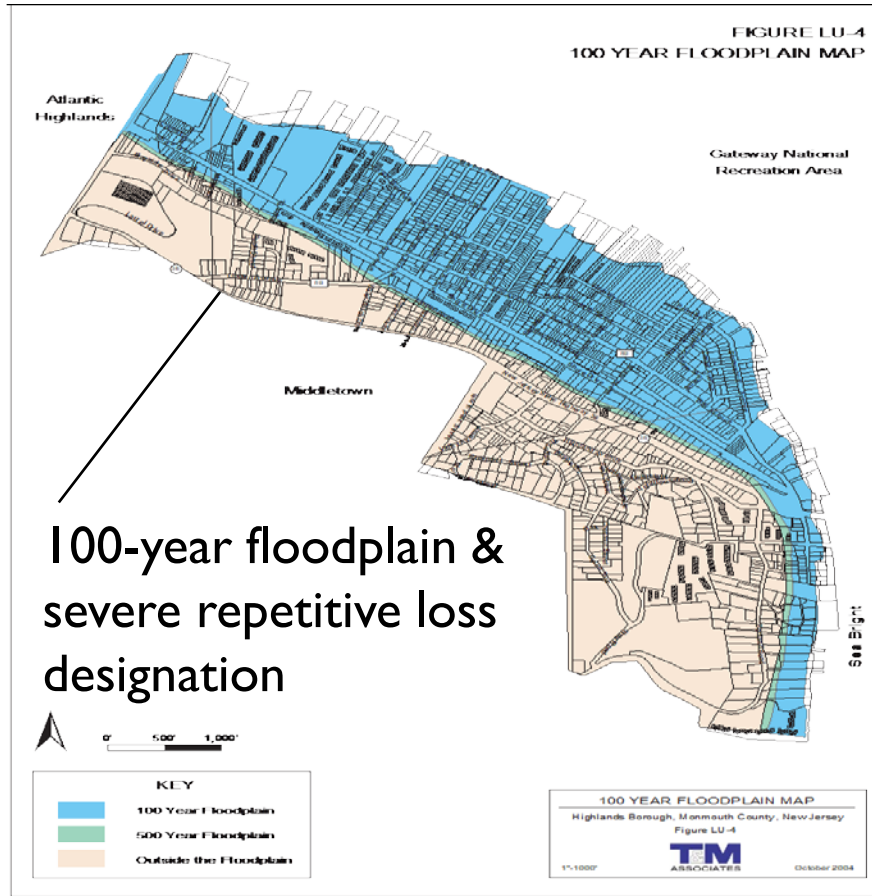 FIGURE LU-4
100 YEAR FLOODPLAIN MAP
Atlantic
Highlands
Gateway National
Recreation Area
Middletown
100-year floodplain &
severe repetitive loss
designation
Sea Bright
0' 500' 1,000'
KEY
100 Year Floodplain
500 Year Floodplain
Outside the Floodplain
100 YEAR FLOODPLAIN MAP
Highlands Borough, Monmouth County, New Jersey
Figure LU-4
T&M
ASSOCIATES
1"-1000' October 2004